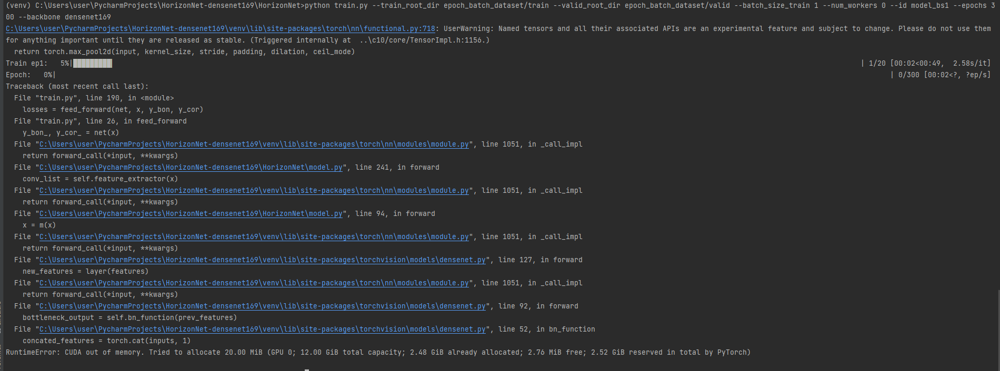 (venv) C:\Users\user\PycharmProjects\HorizonNet-densenet169\HorizonNet>python train.py --train_root_dir epoch_batch_dataset/train --valid_root_dir epoch_batch_dataset/valid --batch_size_train 1 --num_workers 0 --id model_bs1 --epochs 3
00 --backbone densenet169
C:\Users\user\PycharmProjects\HorizonNet-densenet169\venv\lib\site-packages\torch\nn\functional.py:718: UserWarning: Named tensors and all their associated APIs are an experimental feature and subject to change. Please do not use them
for anything important until they are released as stable. (Triggered internally at  ..\c10/core/TensorImpl.h:1156.)
  return torch.max_pool2d(input, kernel_size, stride, padding, dilation, ceil_mode)
Train ep1:   5%|█████████▌ | 1/20 [00:02<00:49,  2.58s/it]
Epoch:   0%| | 0/300 [00:02<?, ?ep/s]
Traceback (most recent call last):
  File "train.py", line 190, in <module>
    losses = feed_forward(net, x, y_bon, y_cor)
  File "train.py", line 26, in feed_forward
    y_bon_, y_cor_ = net(x)
  File "C:\Users\user\PycharmProjects\HorizonNet-densenet169\venv\lib\site-packages\torch\nn\modules\module.py", line 1051, in _call_impl
    return forward_call(*input, **kwargs)
  File "C:\Users\user\PycharmProjects\HorizonNet-densenet169\HorizonNet\model.py", line 241, in forward
    conv_list = self.feature_extractor(x)
  File "C:\Users\user\PycharmProjects\HorizonNet-densenet169\venv\lib\site-packages\torch\nn\modules\module.py", line 1051, in _call_impl
    return forward_call(*input, **kwargs)
  File "C:\Users\user\PycharmProjects\HorizonNet-densenet169\HorizonNet\model.py", line 94, in forward
    x = m(x)
  File "C:\Users\user\PycharmProjects\HorizonNet-densenet169\venv\lib\site-packages\torch\nn\modules\module.py", line 1051, in _call_impl
    return forward_call(*input, **kwargs)
  File "C:\Users\user\PycharmProjects\HorizonNet-densenet169\venv\lib\site-packages\torchvision\models\densenet.py", line 127, in forward
    new_features = layer(features)
  File "C:\Users\user\PycharmProjects\HorizonNet-densenet169\venv\lib\site-packages\torch\nn\modules\module.py", line 1051, in _call_impl
    return forward_call(*input, **kwargs)
  File "C:\Users\user\PycharmProjects\HorizonNet-densenet169\venv\lib\site-packages\torchvision\models\densenet.py", line 92, in forward
    bottleneck_output = self.bn_function(prev_features)
  File "C:\Users\user\PycharmProjects\HorizonNet-densenet169\venv\lib\site-packages\torchvision\models\densenet.py", line 52, in bn_function
    concated_features = torch.cat(inputs, 1)
RuntimeError: CUDA out of memory. Tried to allocate 20.00 MiB (GPU 0; 12.00 GiB total capacity; 2.48 GiB already allocated; 2.76 MiB free; 2.52 GiB reserved in total by PyTorch)